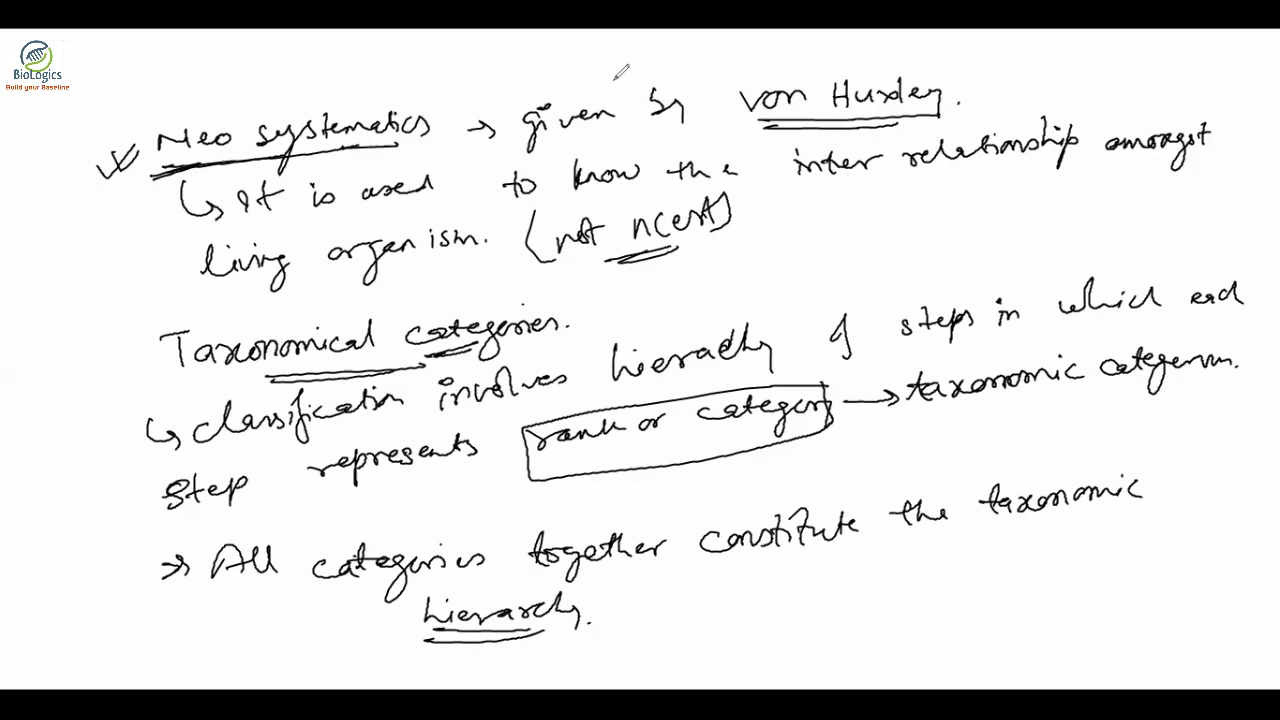 BioLogics
Build your Baseline
Neo systematics → given by von Huxley.
↳ It is used to know the inter relationship amongst
living organism. (not ncert)
Taxonomical categories.
↳ classification involves hierachy of steps in which each
step represents rank or category → taxonomic categories.
→ All categories together constitute the taxonomic
hierarchy.